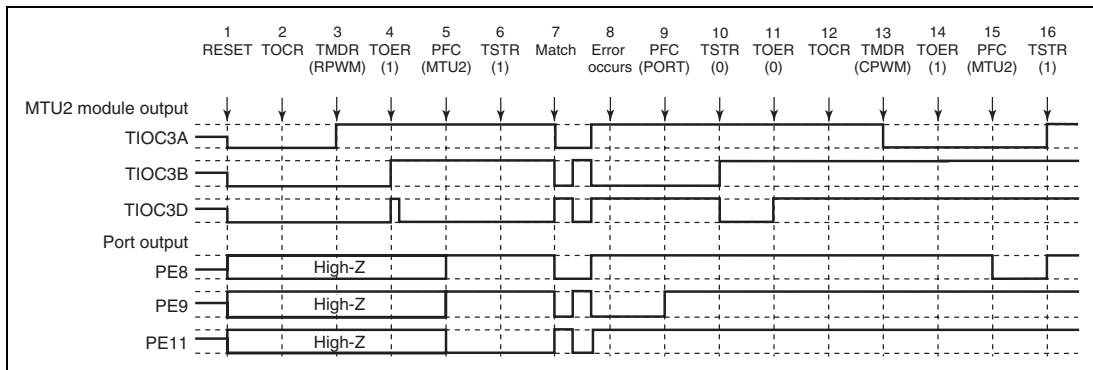 1 2 3 4 5 6 7 8 9 10 11 12 13 14 15 16
RESET TOCR TMDR TOER PFC TSTR Match Error PFC TSTR TOER TOCR TMDR TOER PFC TSTR
(RPWM) (1) (MTU2) (1) occurs (PORT) (0) (0) (CPWM) (1) (MTU2) (1)
MTU2 module output
TIOC3A
TIOC3B
TIOC3D
Port output
PE8 High-Z
PE9 High-Z
PE11 High-Z